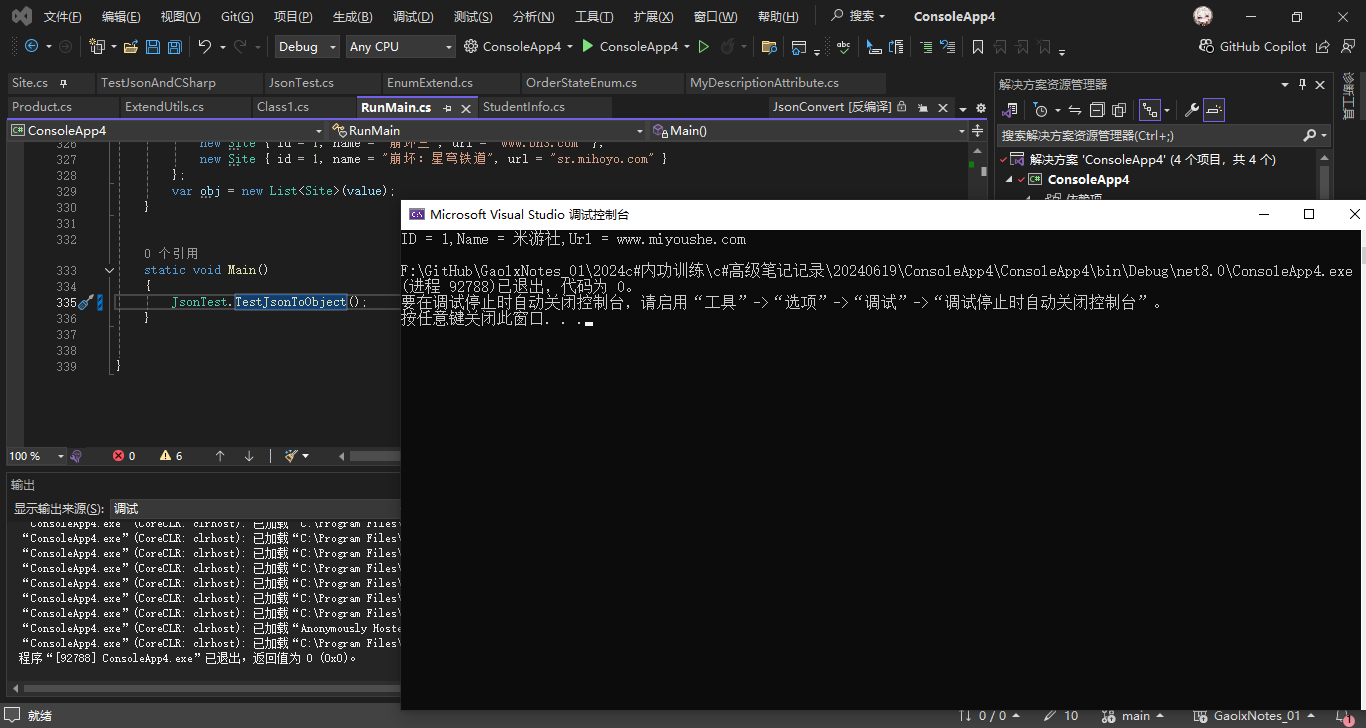 文件(F) 编辑(E) 视图(V) Git(G) 项目(P) 生成(B) 调试(D) 测试(S) 分析(N) 工具(T) 扩展(X) 窗口(W) 帮助(H) 搜索 ConsoleApp4
Debug Any CPU ConsoleApp4 ConsoleApp4 GitHub Copilot
Site.cs TestJsonAndCSharp JsonTest.cs EnumExtend.cs OrderStateEnum.cs MyDescriptionAttribute.cs
Product.cs ExtendUtils.cs Class1.cs RunMain.cs StudentInfo.cs JsonConvert [反编译]
ConsoleApp4 RunMain Main()
326 new Site { id = 1, name = "崩坏三", url = "www.bh3.com" },
327 new Site { id = 1, name = "崩坏: 星穹铁道", url = "sr.mihoyo.com" }
328 };
329 var obj = new List<Site>(value);
330 }
331
332
0 个引用
333 static void Main()
334 {
335 JsonTest.TestJsonToObject();
336 }
337
338
339 }
100 % 0 6
输出
显示输出来源(S): 调试
“ConsoleApp4.exe”(CoreCLR: clrhost): 已加载“C:\Program Files\
“ConsoleApp4.exe”(CoreCLR: clrhost): 已加载“C:\Program Files\
“ConsoleApp4.exe”(CoreCLR: clrhost): 已加载“C:\Program Files\
“ConsoleApp4.exe”(CoreCLR: clrhost): 已加载“C:\Program Files\
“ConsoleApp4.exe”(CoreCLR: clrhost): 已加载“C:\Program Files\
“ConsoleApp4.exe”(CoreCLR: clrhost): 已加载“C:\Program Files\
“ConsoleApp4.exe”(CoreCLR: clrhost): 已加载“C:\Program Files\
“ConsoleApp4.exe”(CoreCLR: clrhost): 已加载“Anonymously Hoste
“ConsoleApp4.exe”(CoreCLR: clrhost): 已加载“C:\Program Files\
程序“[92788] ConsoleApp4.exe”已退出，返回值为 0 (0x0)。
Microsoft Visual Studio 调试控制台
ID = 1,Name = 米游社,Url = www.miyoushe.com
F:\GitHub\GaolxNotes_01\2024c#内功训练\c#高级笔记记录\20240619\ConsoleApp4\ConsoleApp4\bin\Debug\net8.0\ConsoleApp4.exe
(进程 92788)已退出，代码为 0。
要在调试停止时自动关闭控制台，请启用“工具”->“选项”->“调试”->“调试停止时自动关闭控制台”。
按任意键关闭此窗口. . .
解决方案资源管理器
搜索解决方案资源管理器(Ctrl+;)
解决方案 'ConsoleApp4' (4 个项目，共 4 个)
ConsoleApp4
依赖项
诊断工具
就绪 0 / 0 10 main GaolxNotes_01 1